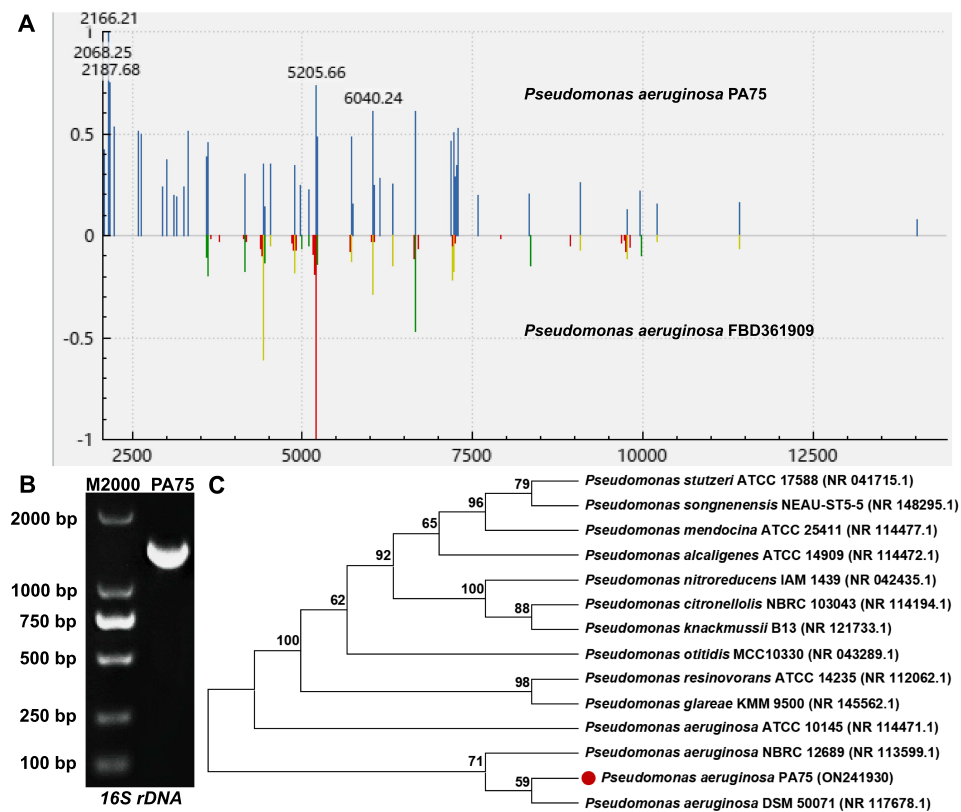 A
2166.21
1
2068.25
2187.68
5205.66
6040.24
Pseudomonas aeruginosa PA75
0.5
0
-0.5
Pseudomonas aeruginosa FBD361909
-1
2500
5000
7500
10000
12500
B
M2000 PA75
2000 bp
1000 bp
750 bp
500 bp
250 bp
100 bp
16S rDNA
C
79
96
65
92
62
100
100
88
98
71
59
Pseudomonas stutzeri ATCC 17588 (NR 041715.1)
Pseudomonas songnenensis NEAU-ST5-5 (NR 148295.1)
Pseudomonas mendocina ATCC 25411 (NR 114477.1)
Pseudomonas alcaligenes ATCC 14909 (NR 114472.1)
Pseudomonas nitroreducens IAM 1439 (NR 042435.1)
Pseudomonas citronellolis NBRC 103043 (NR 114194.1)
Pseudomonas knackmussii B13 (NR 121733.1)
Pseudomonas otitidis MCC10330 (NR 043289.1)
Pseudomonas resinovorans ATCC 14235 (NR 112062.1)
Pseudomonas glareae KMM 9500 (NR 145562.1)
Pseudomonas aeruginosa ATCC 10145 (NR 114471.1)
Pseudomonas aeruginosa NBRC 12689 (NR 113599.1)
Pseudomonas aeruginosa PA75 (ON241930)
Pseudomonas aeruginosa DSM 50071 (NR 117678.1)